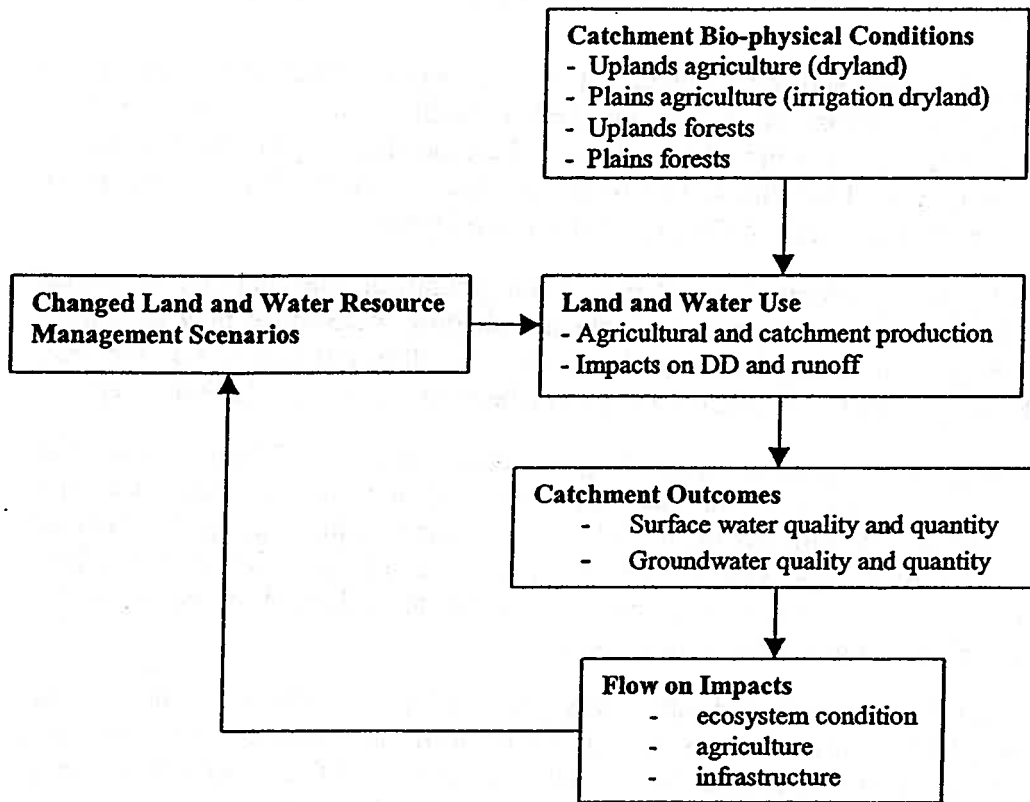 Catchment Bio-physical Conditions
- Uplands agriculture (dryland)
- Plains agriculture (irrigation dryland)
- Uplands forests
- Plains forests
Changed Land and Water Resource
Management Scenarios
Land and Water Use
- Agricultural and catchment production
- Impacts on DD and runoff
Catchment Outcomes
- Surface water quality and quantity
- Groundwater quality and quantity
Flow on Impacts
- ecosystem condition
- agriculture
- infrastructure